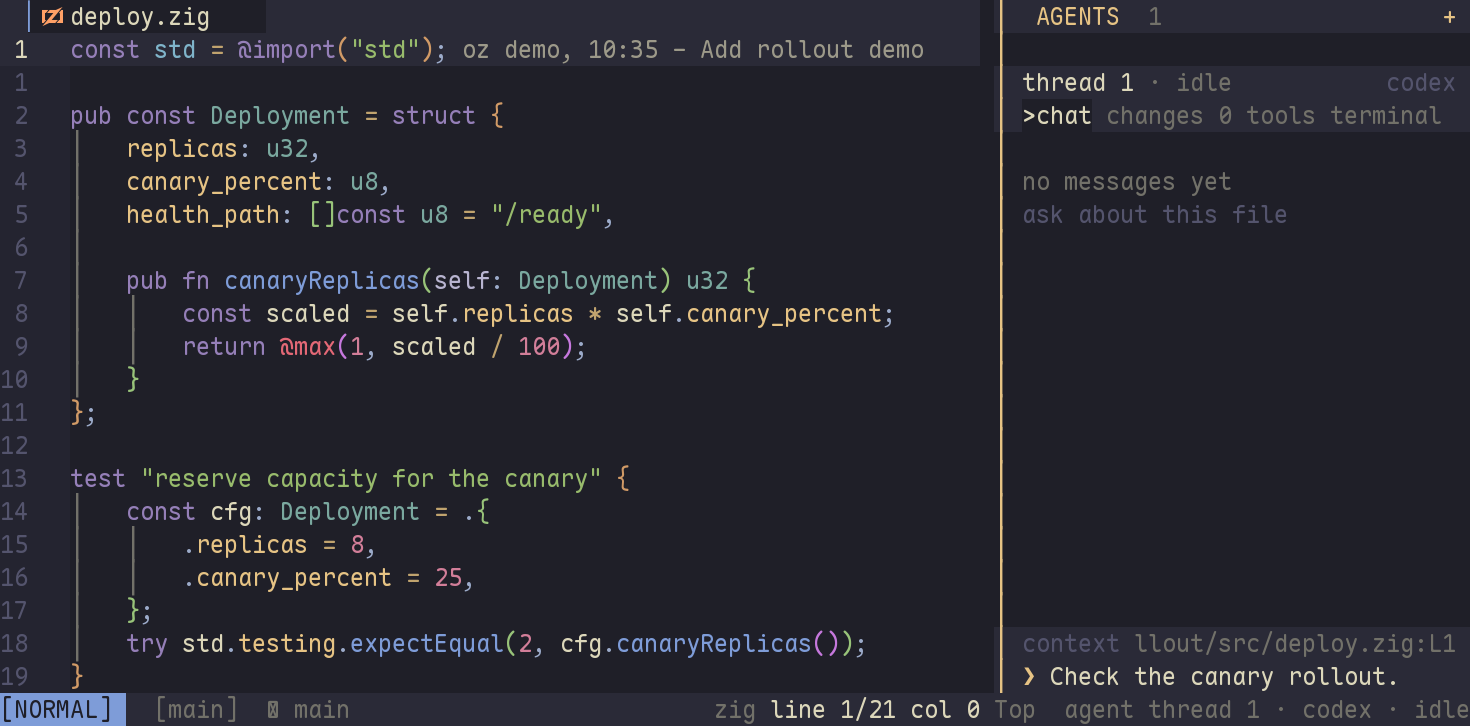 deploy.zig
1 const std = @import("std"); oz demo, 10:35 – Add rollout demo
1
2 pub const Deployment = struct {
3     replicas: u32,
4     canary_percent: u8,
5     health_path: []const u8 = "/ready",
6
7     pub fn canaryReplicas(self: Deployment) u32 {
8         const scaled = self.replicas * self.canary_percent;
9         return @max(1, scaled / 100);
10     }
11 };
12
13 test "reserve capacity for the canary" {
14     const cfg: Deployment = .{
15         .replicas = 8,
16         .canary_percent = 25,
17     };
18     try std.testing.expectEqual(2, cfg.canaryReplicas());
19 }
[NORMAL] [main] main zig line 1/21 col 0 Top
AGENTS 1 +
thread 1 · idle codex
>chat changes 0 tools terminal
no messages yet
ask about this file
context llout/src/deploy.zig:L1
❯ Check the canary rollout.
agent thread 1 · codex · idle